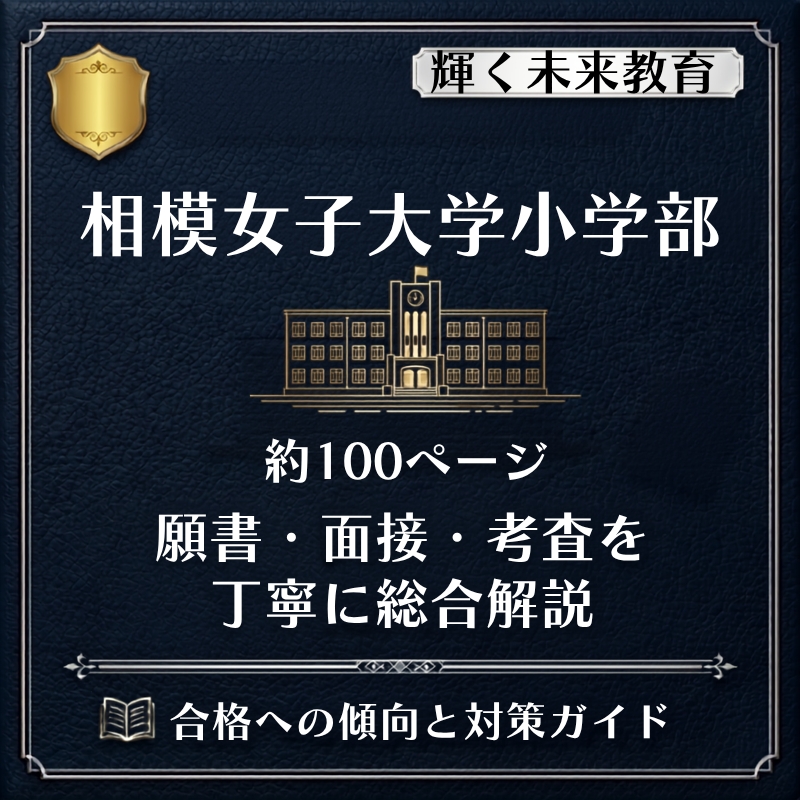 輝く未来教育
相模女子大学小学部
約100ページ
願書・面接・考査を
丁寧に総合解説
合格への傾向と対策ガイド